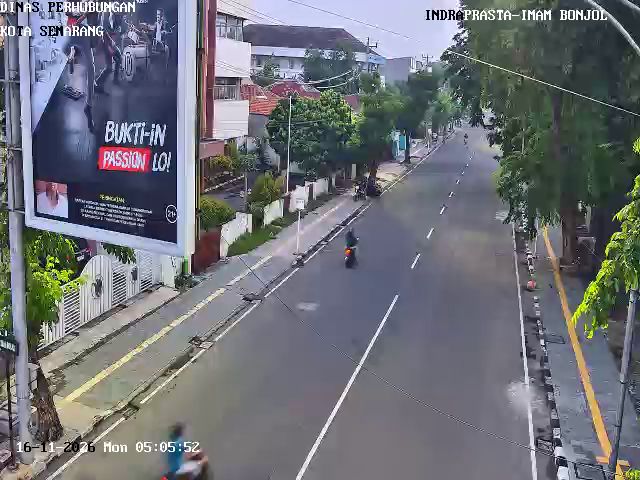 DINAS PERHUBUNGAN
KOTA SEMARANG
INDRAPRASTA-IMAM BONJOL
BUKTI-IN
PASSION LO!
PERINGATAN:
21+
16-11-2026 Mon 05:05:52